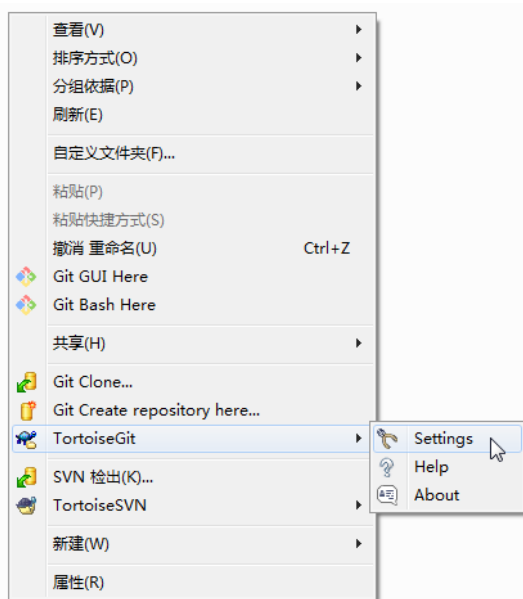 查看(V)
排序方式(O)
分组依据(P)
刷新(E)
自定义文件夹(F)...
粘贴(P)
粘贴快捷方式(S)
撤消 重命名(U) Ctrl+Z
Git GUI Here
Git Bash Here
共享(H)
Git Clone...
Git Create repository here...
TortoiseGit
Settings
Help
About
SVN 检出(K)...
TortoiseSVN
新建(W)
属性(R)